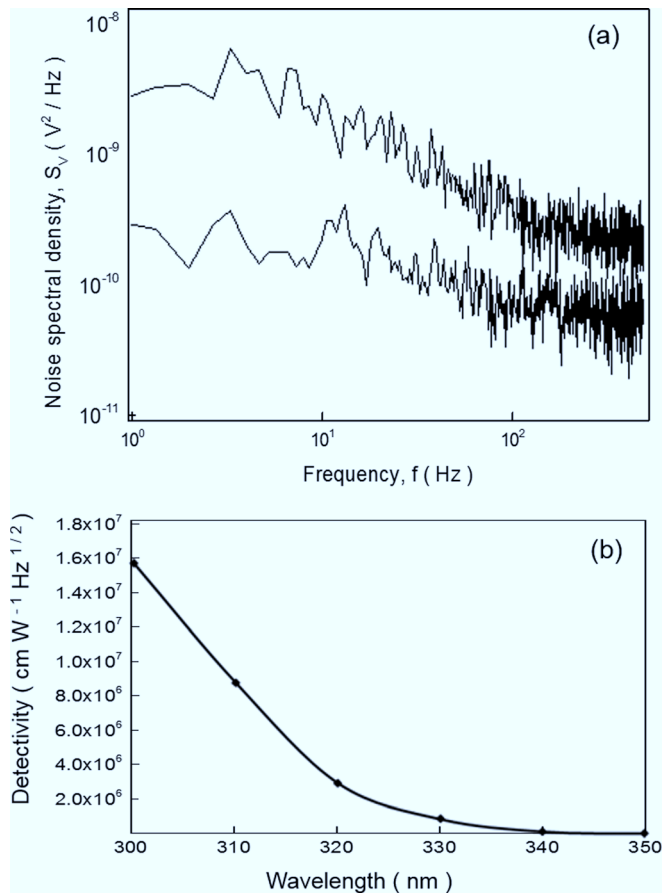 (a)
10⁻⁸
10⁻⁹
10⁻¹⁰
10⁻¹¹
Noise spectral density, S_V ( V² / Hz )
10⁰ 10¹ 10²
Frequency, f ( Hz )
(b)
1.8x10⁷
1.6x10⁷
1.4x10⁷
1.2x10⁷
1.0x10⁷
8.0x10⁶
6.0x10⁶
4.0x10⁶
2.0x10⁶
Detectivity ( cm W ⁻¹ Hz ¹ᐟ² )
300 310 320 330 340 350
Wavelength ( nm )